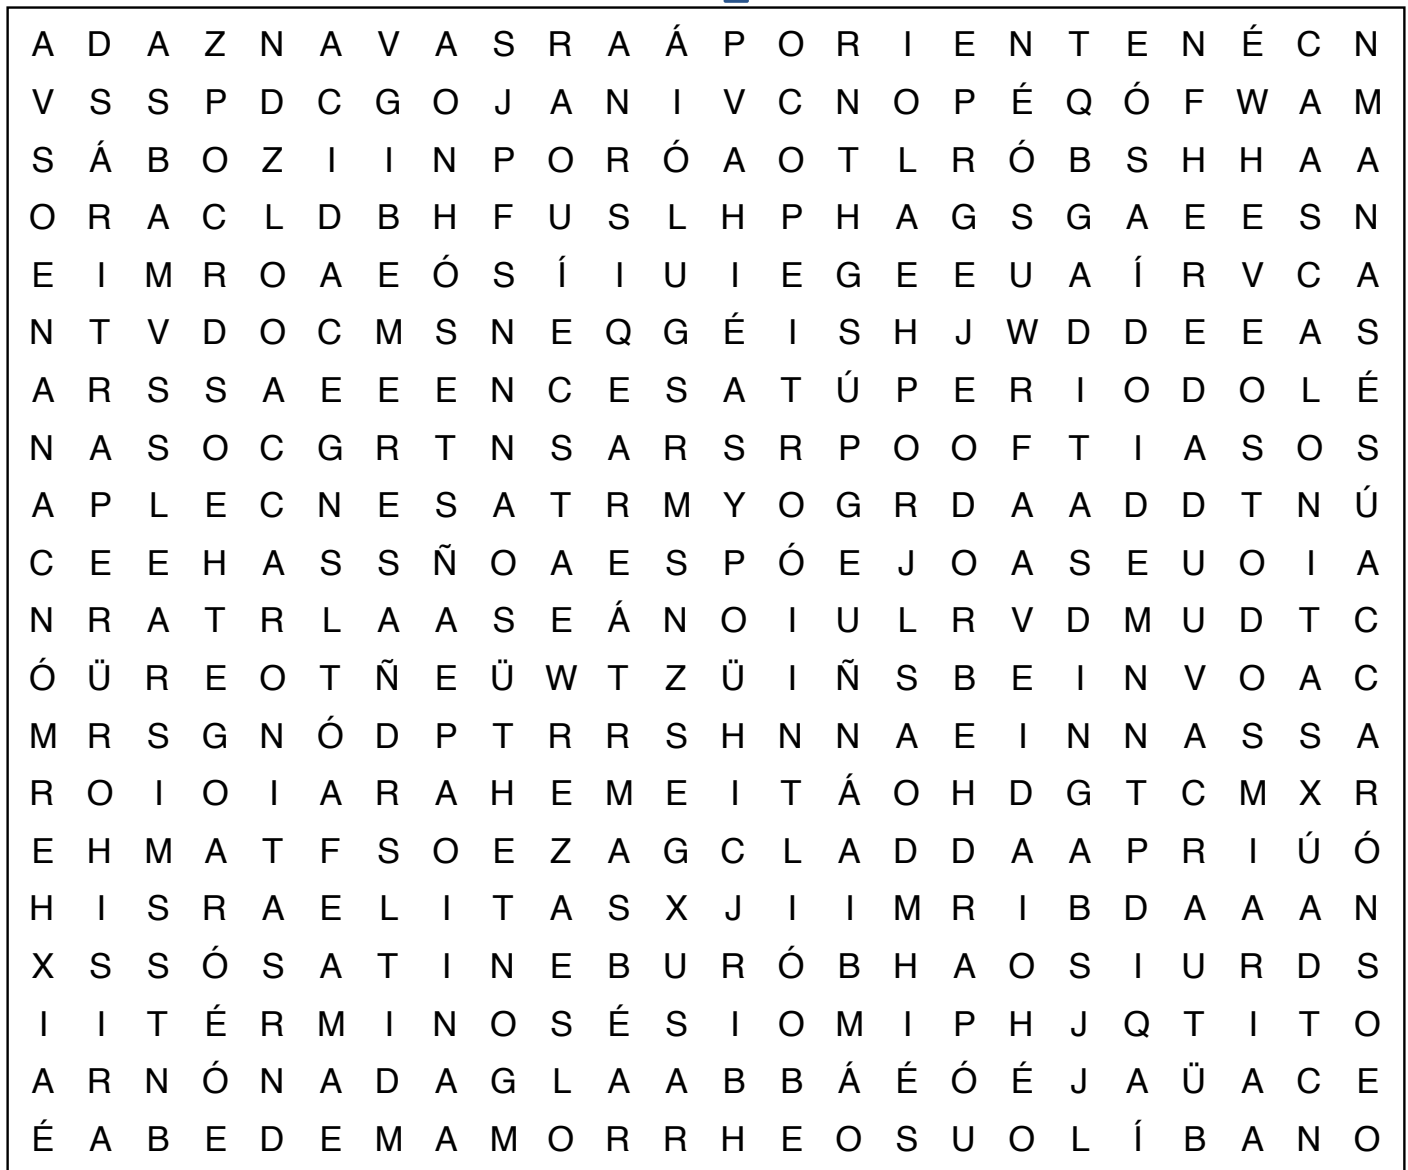 A D A Z N A V A S R A Á P O R I E N T E N É C N
V S S P D C G O J A N I V C N O P É Q Ó F W A M
S Á B O Z I I N P O R Ó A O T L R Ó B S H H A A
O R A C L D B H F U S L H P H A G S G A E E S N
E I M R O A E Ó S Í I U I E G E E U A Í R V C A
N T V D O C M S N E Q G É I S H J W D D E E A S
A R S S A E E E N C E S A T Ú P E R I O D O L É
N A S O C G R T N S A R S R P O O F T I A S O S
A P L E C N E S A T R M Y O G R D A A D D T N Ú
C E E H A S S Ñ O A E S P Ó E J O A S E U O I A
N R A T R L A A S E Á N O I U L R V D M U D T C
Ó Ü R E O T Ñ E Ü W T Z Ü I Ñ S B E I N V O A C
M R S G N Ó D P T R R S H N N A E I N N A S S A
R O I O I A R A H E M E I T Á O H D G T C M X R
E H M A T F S O E Z A G C L A D D A A P R I Ú Ó
H I S R A E L I T A S X J I I M R I B D A A A N
X S S Ó S A T I N E B U R Ó B H A O S I U R D S
I I T É R M I N O S É S I O M I P H J Q T I T O
A R N Ó N A D A G L A A B B Á É Ó É J A Ü A C E
É A B E D E M A M O R R H E O S U O L Í B A N O